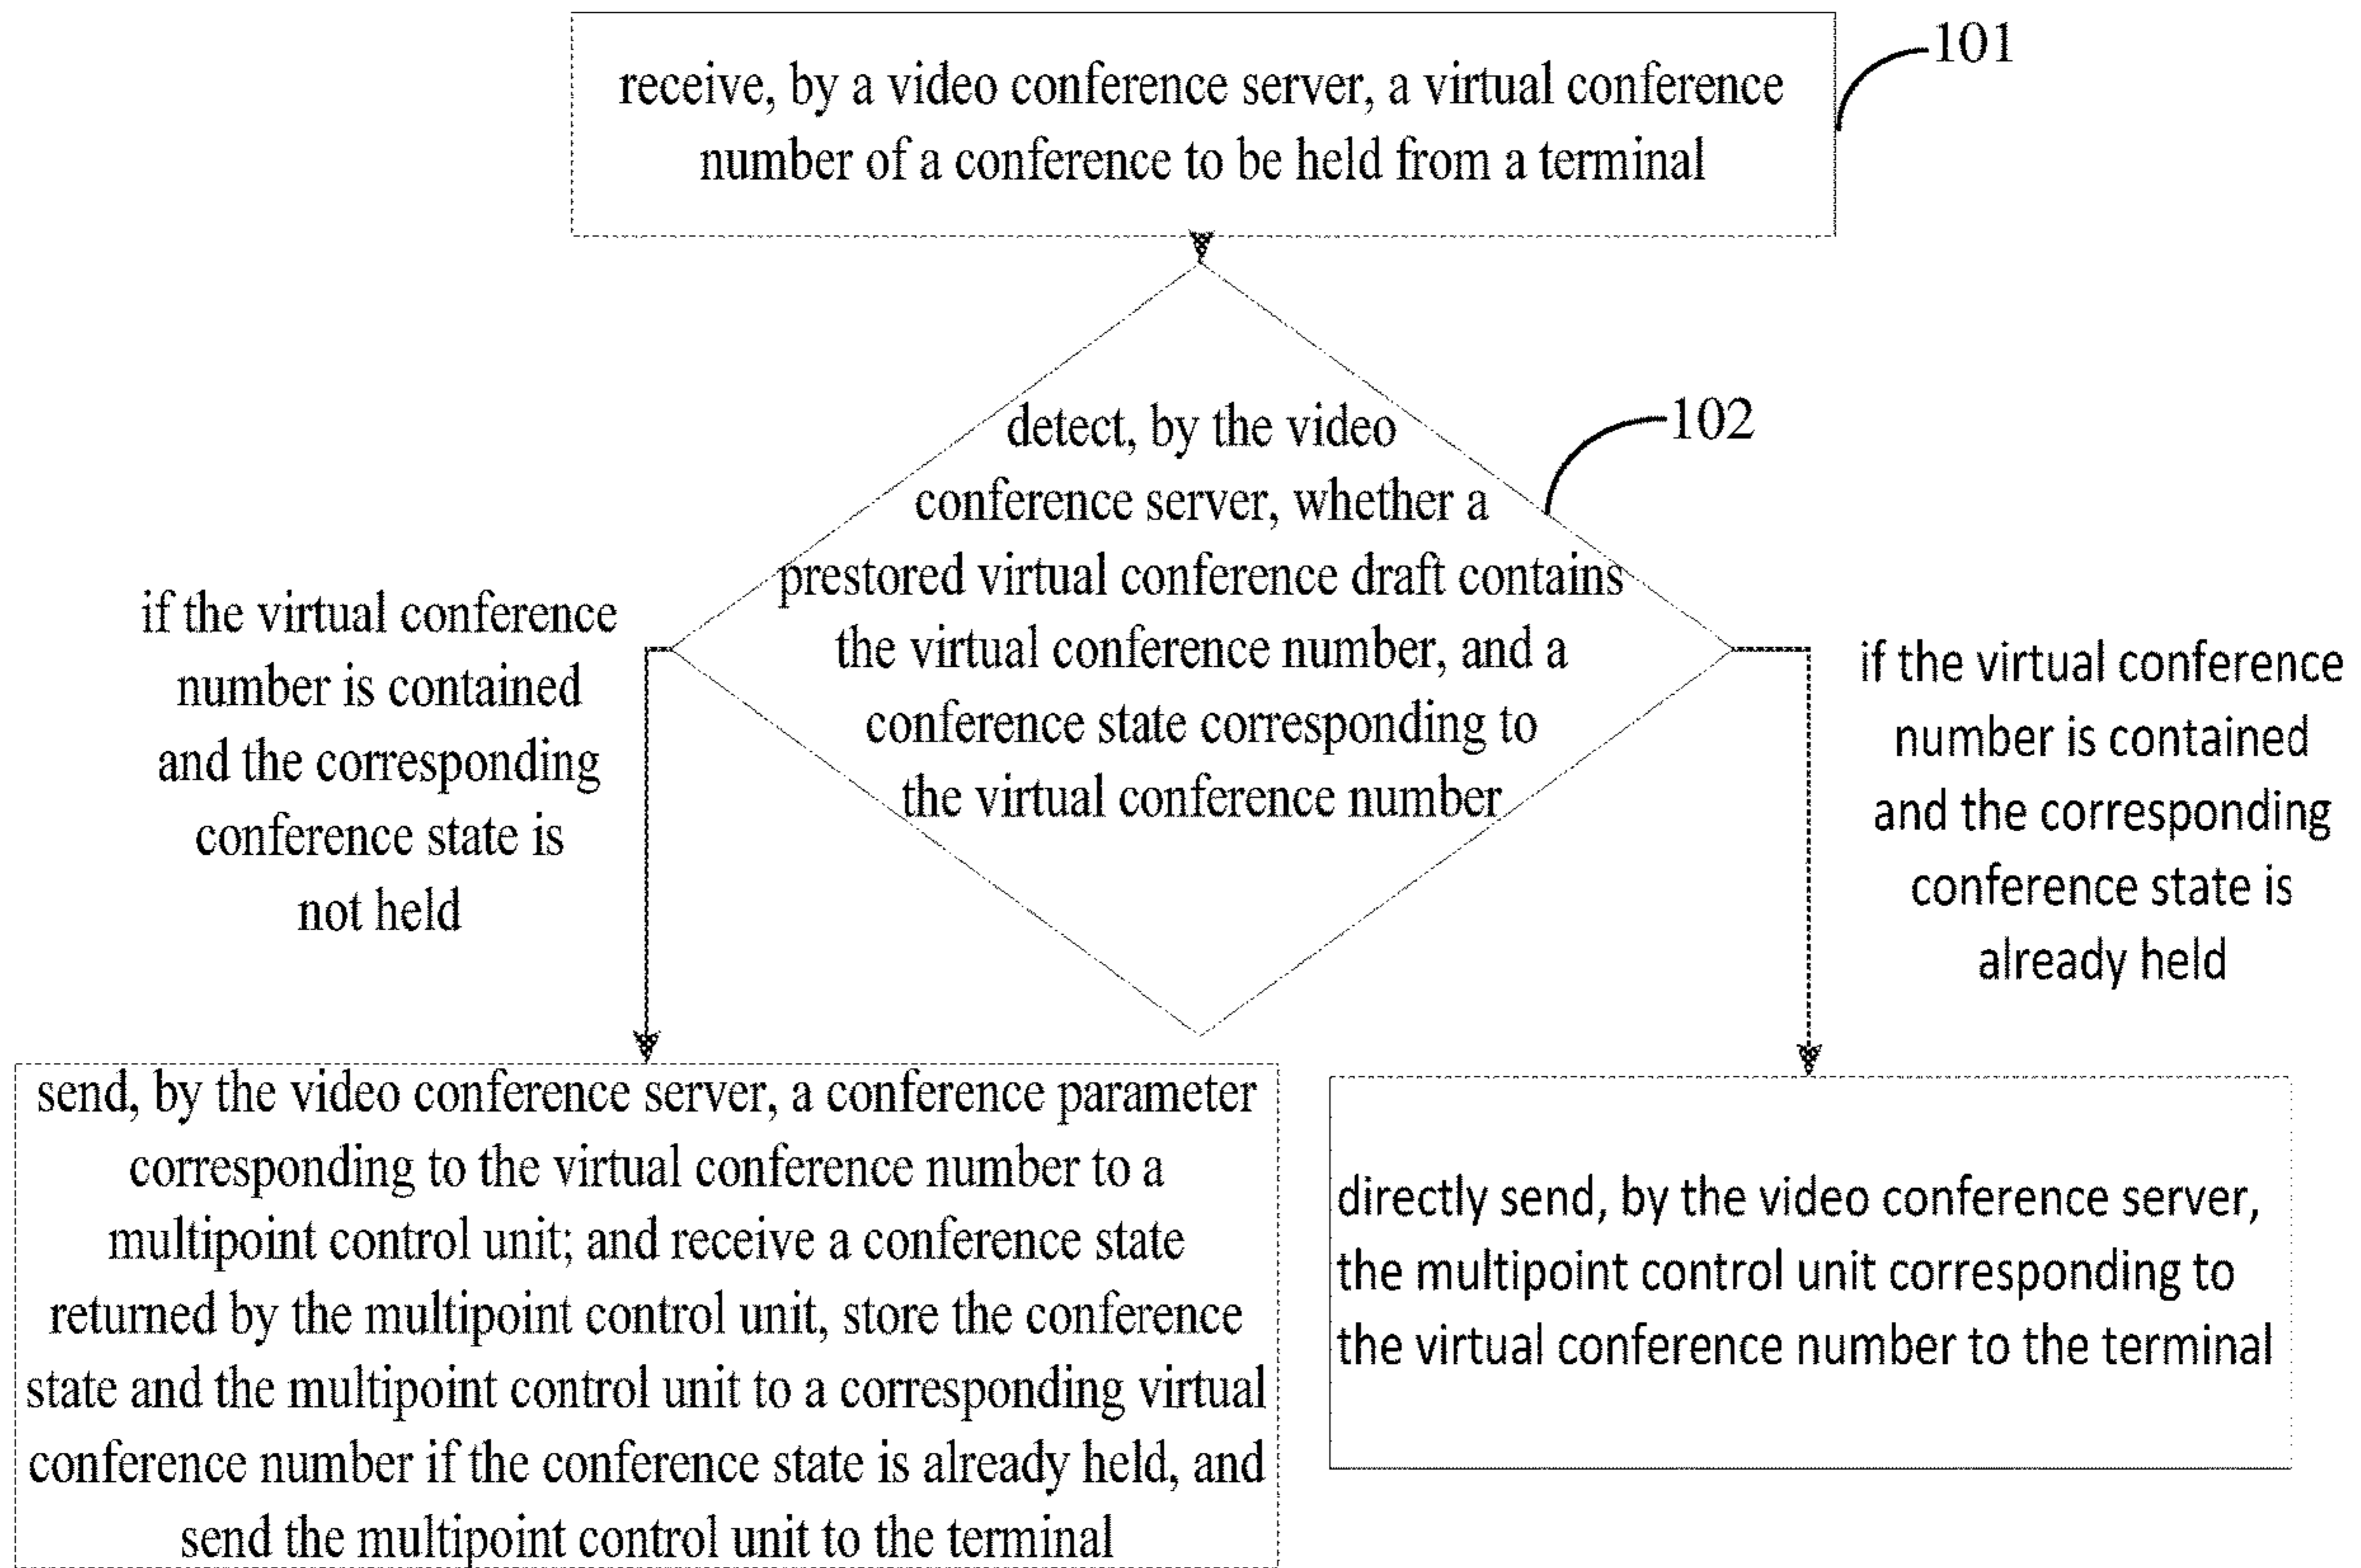 receive, by a video conference server, a virtual conference
number of a conference to be held from a terminal
101
detect, by the video
conference server, whether a
prestored virtual conference draft contains
the virtual conference number, and a
conference state corresponding to
the virtual conference number
102
if the virtual conference
number is contained
and the corresponding
conference state is
not held
if the virtual conference
number is contained
and the corresponding
conference state is
already held
send, by the video conference server, a conference parameter
corresponding to the virtual conference number to a
multipoint control unit; and receive a conference state
returned by the multipoint control unit, store the conference
state and the multipoint control unit to a corresponding virtual
conference number if the conference state is already held, and
send the multipoint control unit to the terminal
directly send, by the video conference server,
the multipoint control unit corresponding to
the virtual conference number to the terminal